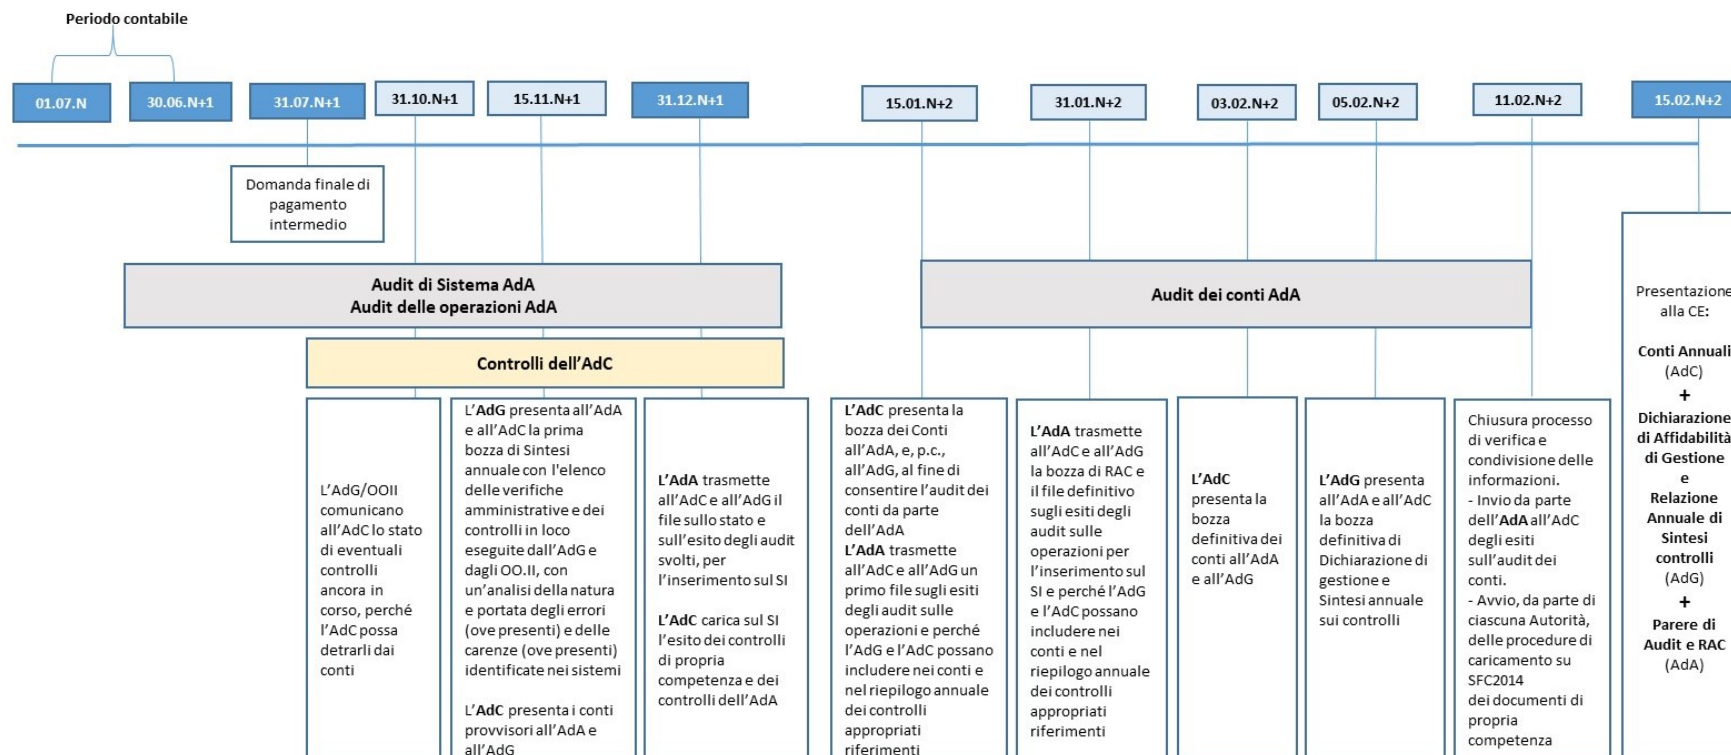 Periodo contabile
01.07.N
30.06.N+1
31.07.N+1
31.10.N+1
15.11.N+1
31.12.N+1
15.01.N+2
31.01.N+2
03.02.N+2
05.02.N+2
11.02.N+2
15.02.N+2
Domanda finale di
pagamento
intermedio
Audit di Sistema AdA
Audit delle operazioni AdA
Audit dei conti AdA
Controlli dell'AdC
L'AdG/OOII
comunicano
all'AdC lo stato
di eventuali
controlli
ancora in
corso, perché
l'AdC possa
detrarli dai
conti
L'AdG presenta all'AdA
e all'AdC la prima
bozza di Sintesi
annuale con l'elenco
delle verifiche
amministrative e dei
controlli in loco
eseguite dall'AdG e
dagli OO.II, con
un'analisi della natura
e portata degli errori
(ove presenti) e delle
carenze (ove presenti)
identificate nei sistemi
L'AdC presenta i conti
provvisori all'AdA e
all'AdG
L'AdA trasmette
all'AdC e all'AdG il
file sullo stato e
sull'esito degli audit
svolti, per
l'inserimento sul SI
L'AdC carica sul SI
l'esito dei controlli
di propria
competenza e dei
controlli dell'AdA
L'AdC presenta la
bozza dei Conti
all'AdA, e, p.c.,
all'AdG, al fine di
consentire l'audit dei
conti da parte
dell'AdA
L'AdA trasmette
all'AdC e all'AdG un
primo file sugli esiti
degli audit sulle
operazioni e perché
l'AdG e l'AdC possano
includere nei conti e
nel riepilogo annuale
dei controlli
appropriati
riferimenti
L'AdA trasmette
all'AdC e all'AdG
la bozza di RAC e
il file definitivo
sugli esiti degli
audit sulle
operazioni per
l'inserimento sul
SI e perché l'AdG
e l'AdC possano
includere nei
conti e nel
riepilogo annuale
dei controlli
appropriati
riferimenti
L'AdC
presenta la
bozza
definitiva dei
conti all'AdA
e all'AdG
L'AdG presenta
all'AdA e all'AdC
la bozza
definitiva di
Dichiarazione di
gestione e
Sintesi annuale
sui controlli
Chiusura processo
di verifica e
condivisione delle
informazioni.
- Invio da parte
dell'AdA all'AdC
degli esiti
sull'audit dei
conti.
- Avvio, da parte di
ciascuna Autorità,
delle procedure di
caricamento su
SFC2014
dei documenti di
propria
competenza
Presentazione
alla CE:
Conti Annuali
(AdC)
+
Dichiarazione
di Affidabilità
di Gestione
e
Relazione
Annuale di
Sintesi
controlli
(AdG)
+
Parere di
Audit e RAC
(AdA)